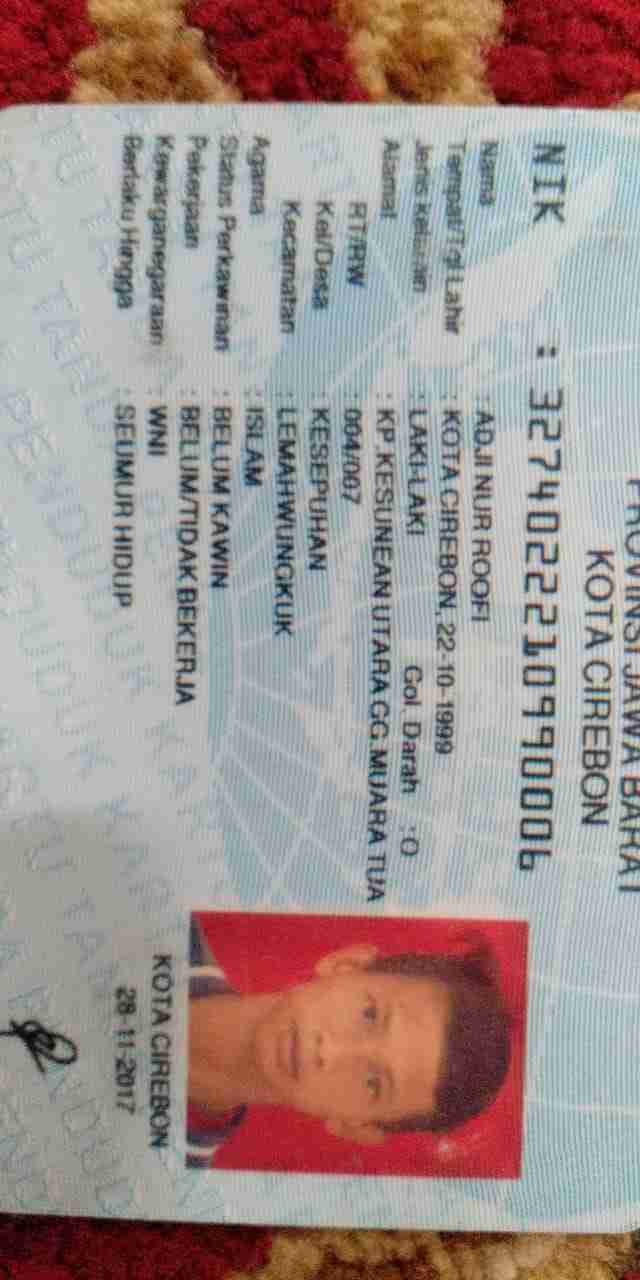 PROVINSI JAWA BARAT
KOTA CIREBON
NIK : 3274022210990006
Nama : ADJI NUR ROOFI
Tempat/Tgl Lahir : KOTA CIREBON, 22-10-1999
Jenis kelamin : LAKI-LAKI Gol. Darah : O
Alamat : KP. KESUNEAN UTARA GG.MUARA TUA
RT/RW : 004/007
Kel/Desa : KESEPUHAN
Kecamatan : LEMAHWUNGKUK
Agama : ISLAM
Status Perkawinan : BELUM KAWIN
Pekerjaan : BELUM/TIDAK BEKERJA
Kewarganegaraan : WNI
Berlaku Hingga : SEUMUR HIDUP
KOTA CIREBON
28-11-2017